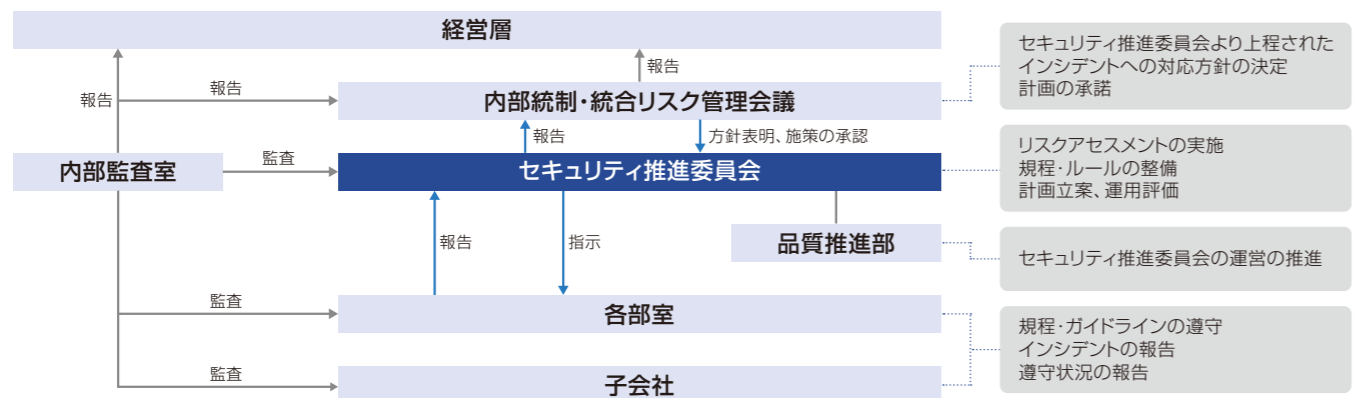 経営層
セキュリティ推進委員会より上程された
インシデントへの対応方針の決定
計画の承諾
報告
報告
報告
内部統制・統合リスク管理会議
報告
方針表明、施策の承認
内部監査室
監査
セキュリティ推進委員会
リスクアセスメントの実施
規程・ルールの整備
計画立案、運用評価
報告
指示
品質推進部
セキュリティ推進委員会の運営の推進
監査
各部室
規程・ガイドラインの遵守
インシデントの報告
遵守状況の報告
監査
子会社